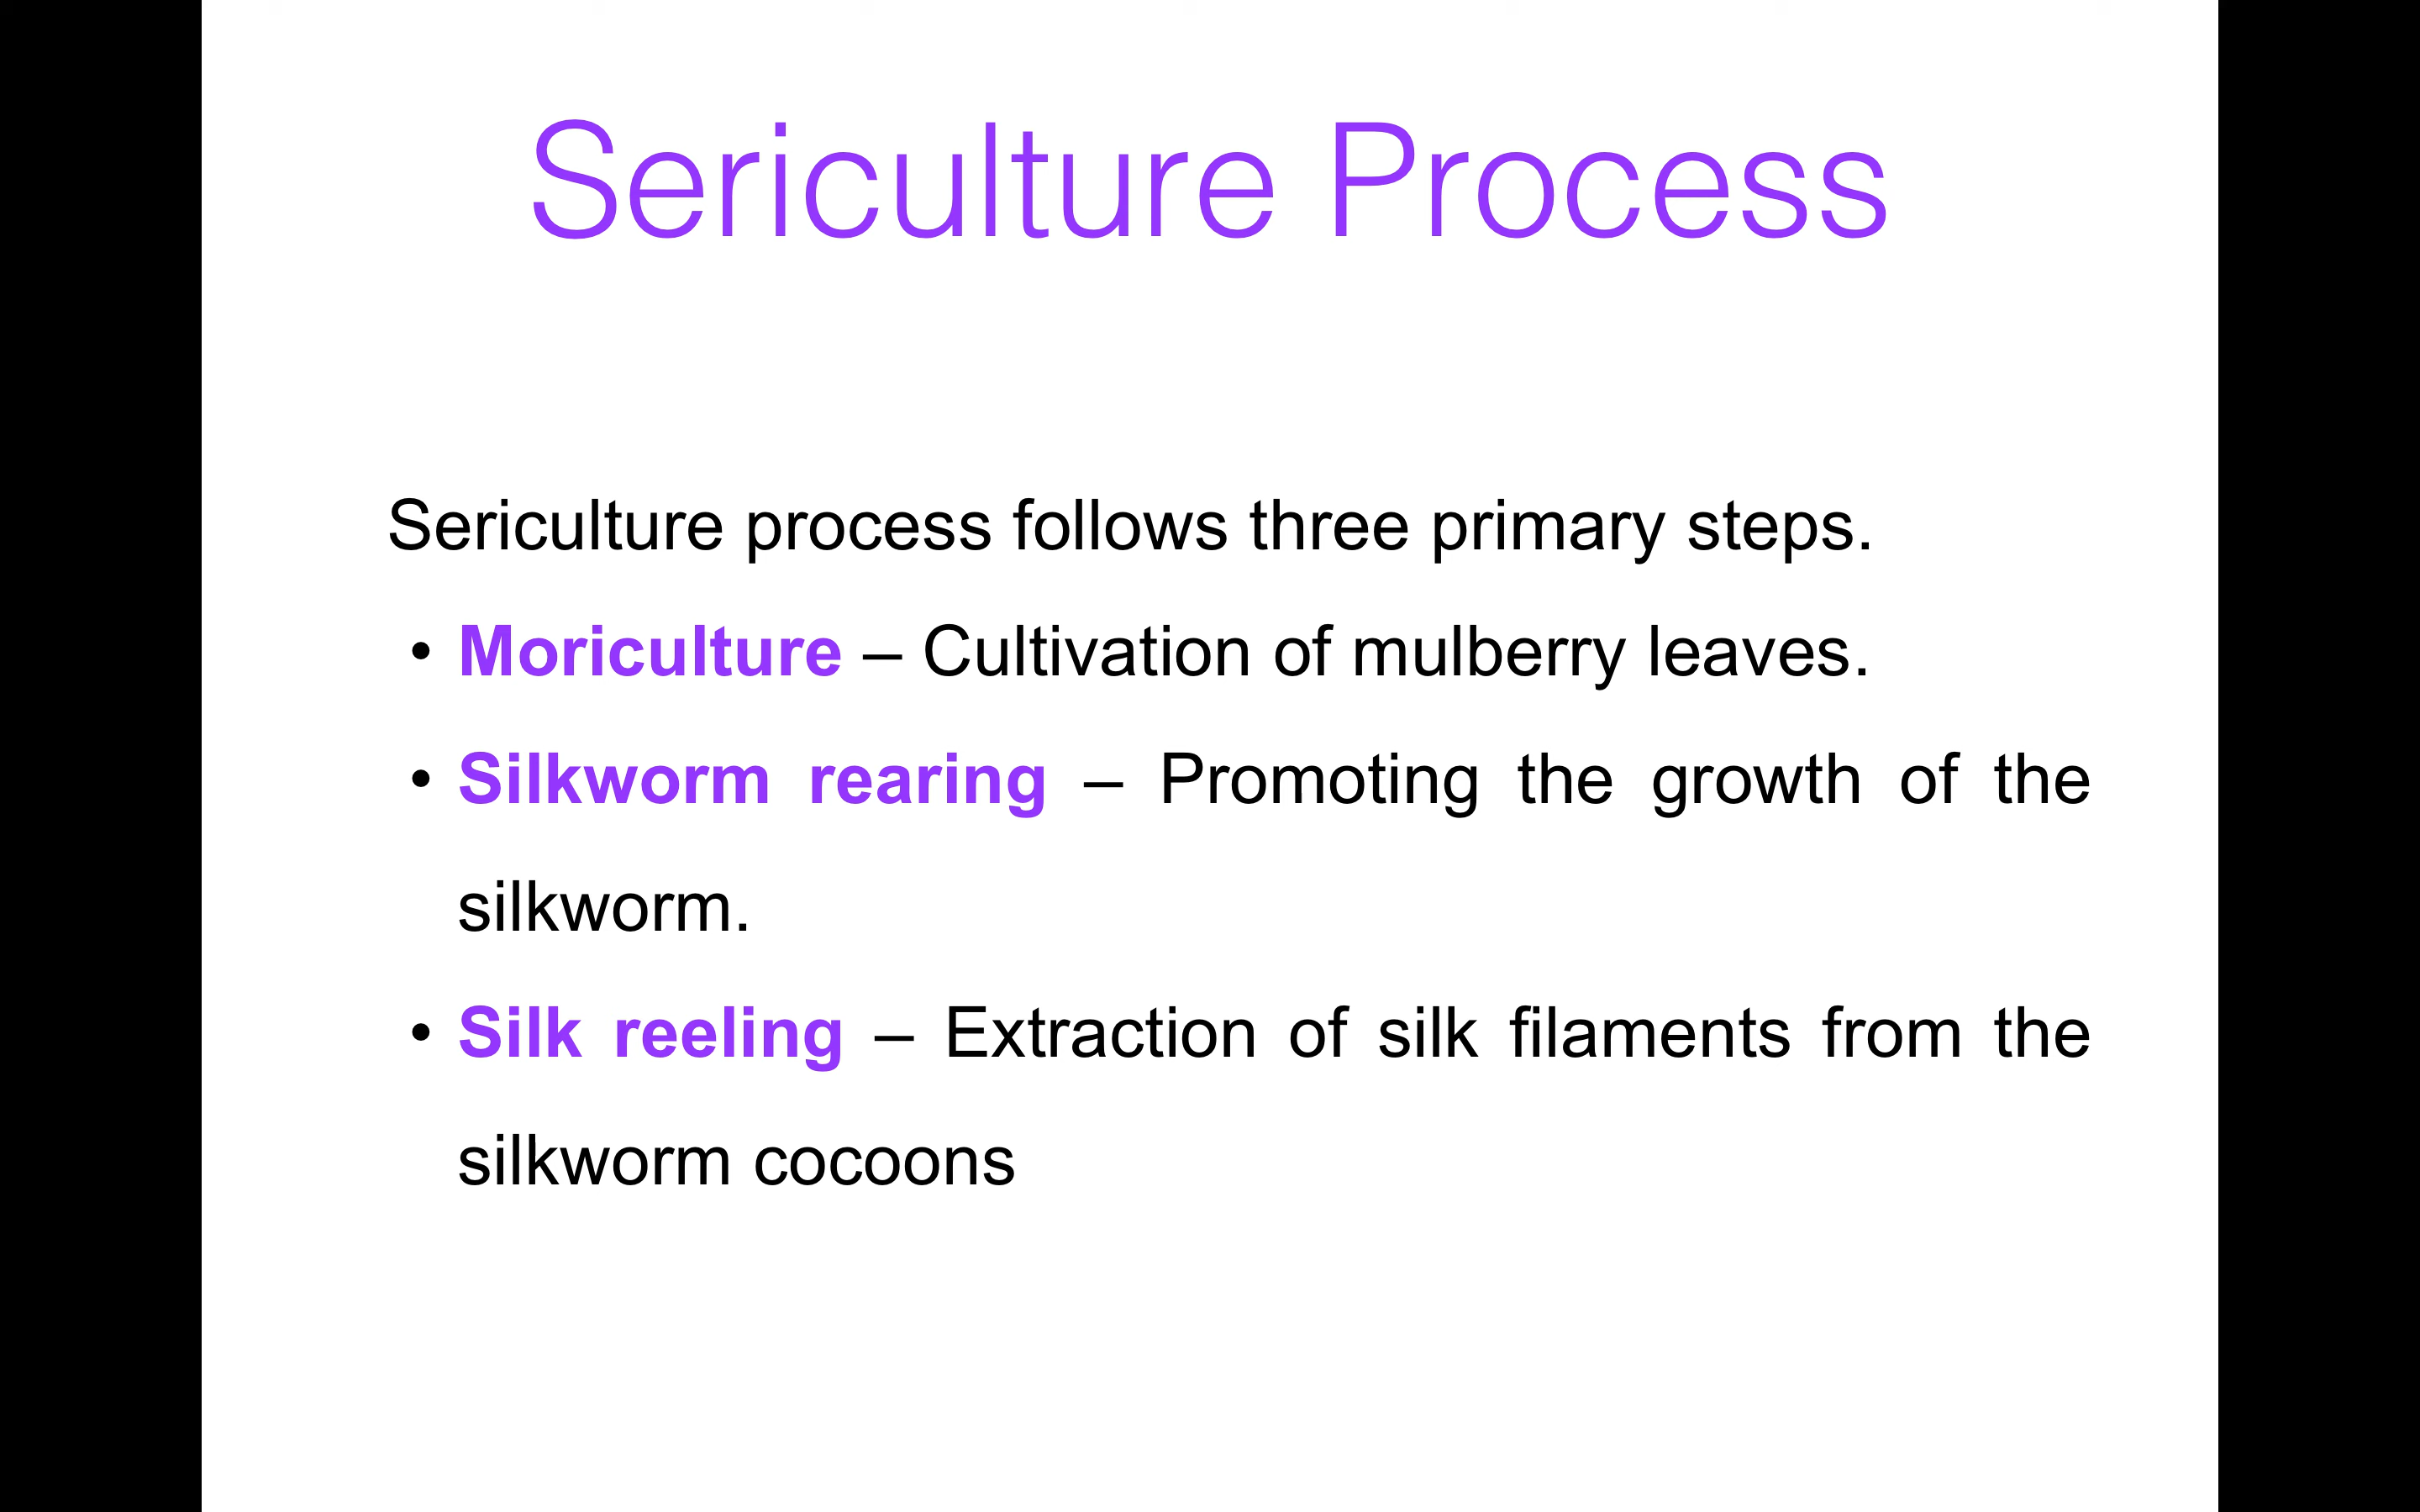 Sericulture Process
Sericulture process follows three primary steps.
• Moriculture – Cultivation of mulberry leaves.
• Silkworm rearing – Promoting the growth of the
silkworm.
• Silk reeling – Extraction of silk filaments from the
silkworm cocoons